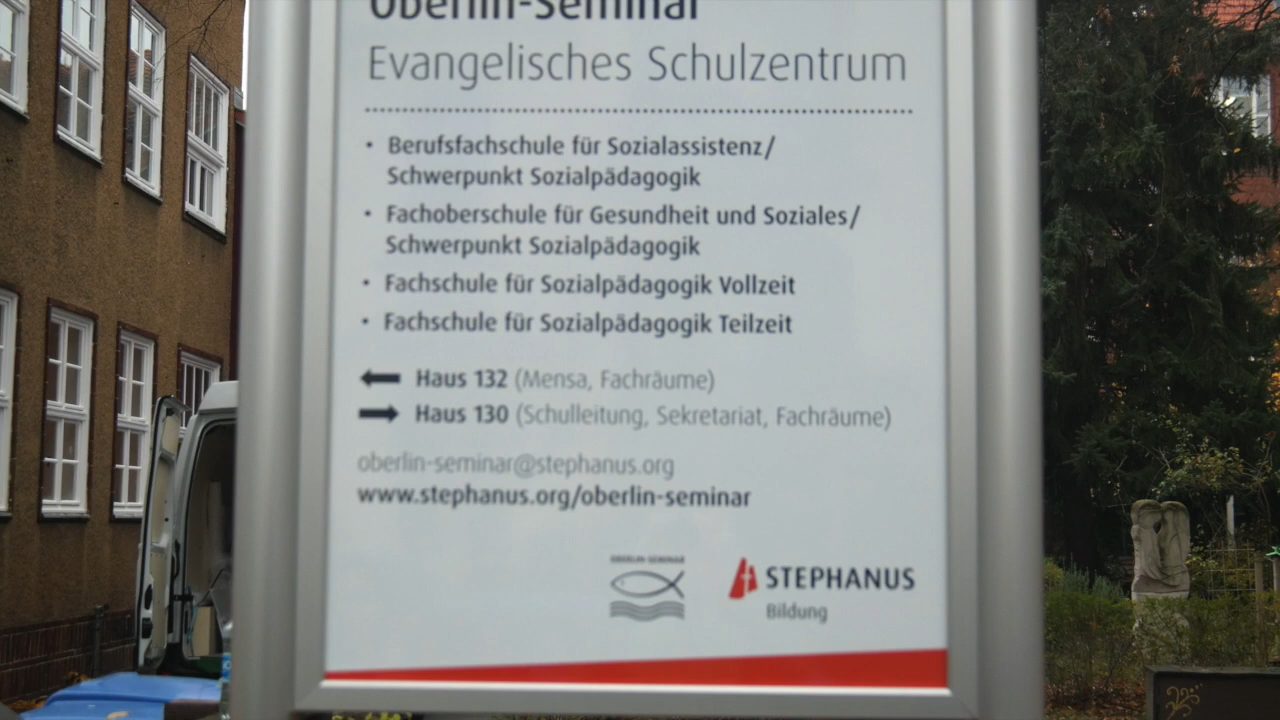 Oberlin-Seminar
Evangelisches Schulzentrum
• Berufsfachschule für Sozialassistenz/
Schwerpunkt Sozialpädagogik
• Fachoberschule für Gesundheit und Soziales/
Schwerpunkt Sozialpädagogik
• Fachschule für Sozialpädagogik Vollzeit
• Fachschule für Sozialpädagogik Teilzeit
Haus 132 (Mensa, Fachräume)
Haus 130 (Schulleitung, Sekretariat, Fachräume)
oberlin-seminar@stephanus.org
www.stephanus.org/oberlin-seminar
OBERLIN-SEMINAR
STEPHANUS
Bildung